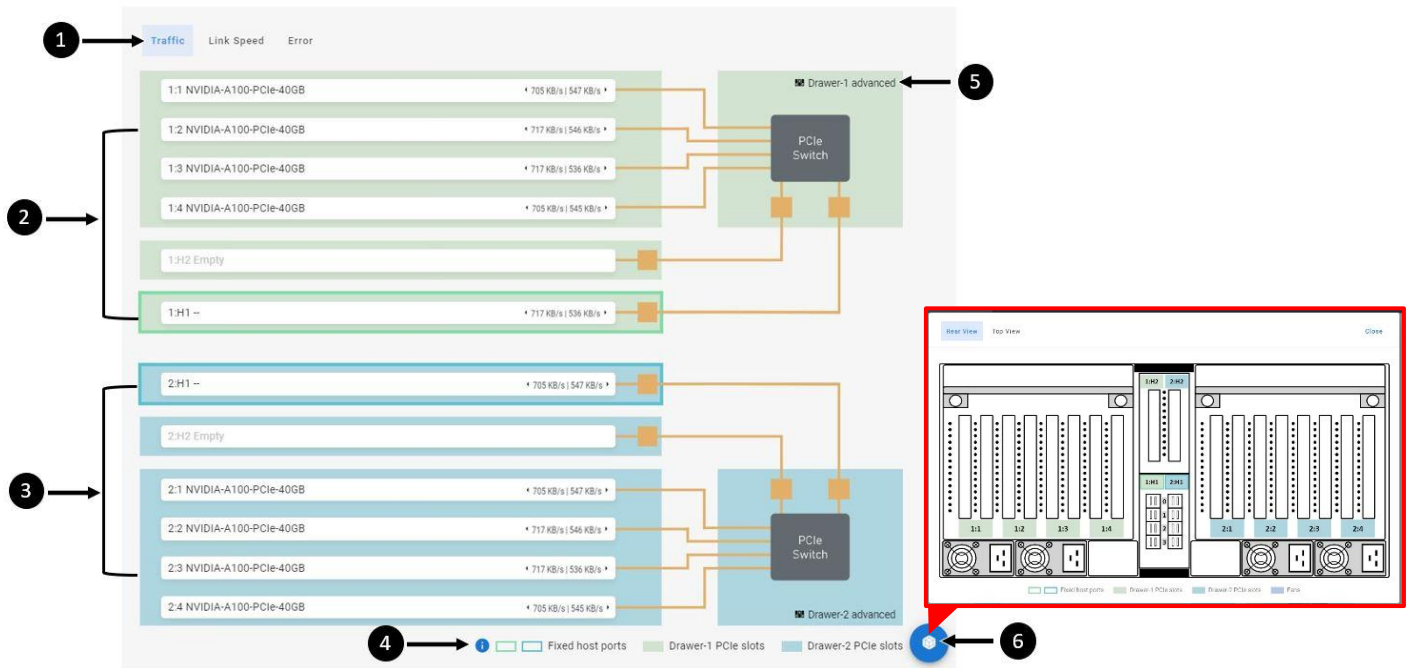 1
Traffic Link Speed Error
Drawer-1 advanced
5
1:1 NVIDIA-A100-PCIe-40GB 705 KB/s | 547 KB/s
1:2 NVIDIA-A100-PCIe-40GB 717 KB/s | 546 KB/s
PCIe
Switch
1:3 NVIDIA-A100-PCIe-40GB 717 KB/s | 536 KB/s
1:4 NVIDIA-A100-PCIe-40GB 705 KB/s | 545 KB/s
2
1:H2 Empty
1:H1 -- 717 KB/s | 536 KB/s
2:H1 -- 705 KB/s | 547 KB/s
2:H2 Empty
3
2:1 NVIDIA-A100-PCIe-40GB 705 KB/s | 547 KB/s
2:2 NVIDIA-A100-PCIe-40GB 717 KB/s | 546 KB/s
PCIe
Switch
2:3 NVIDIA-A100-PCIe-40GB 717 KB/s | 536 KB/s
2:4 NVIDIA-A100-PCIe-40GB 705 KB/s | 545 KB/s
Drawer-2 advanced
4
i Fixed host ports Drawer-1 PCIe slots Drawer-2 PCIe slots
6
Rear View Top View Close
1:H2 2:H2
1:H1 2:H1
0
1
2
3
1:1 1:2 1:3 1:4 2:1 2:2 2:3 2:4
Fixed host ports Drawer-1 PCIe slots Drawer-2 PCIe slots